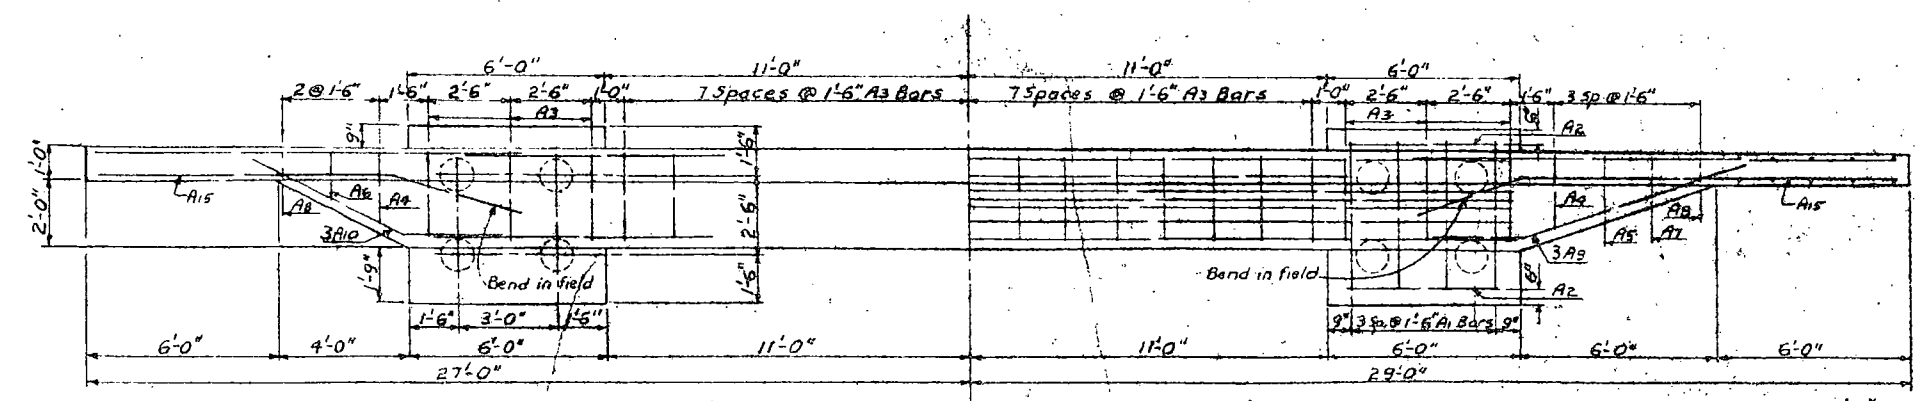 6'-0" 11'-0" 11'-0" 6'-0"
2 @ 1'-6" 1'-6" 2'-6" 2'-6" 1'-0" 7 Spaces @ 1'-6" A3 Bars 7 Spaces @ 1'-6" A3 Bars 1'-0" 2'-6" 2'-6" 1'-6" 3 Sp. @ 1'-6"
A3 A3
9" 1'-6" 6" A2
1'-0"
A15 A6 A4 A8 A4 A8 A15
2'-0" 2'-6"
3A10 A5 A7
3A9
1'-9" Bend in field 1'-6" Bend in field 6" A2
1'-6" 3'-0" 1'-6" 9" 3 Sp. @ 1'-6" A1 Bars 9"
6'-0" 4'-0" 6'-0" 11'-0" 11'-0" 6'-0" 6'-0" 6'-0"
27'-0" 29'-0"